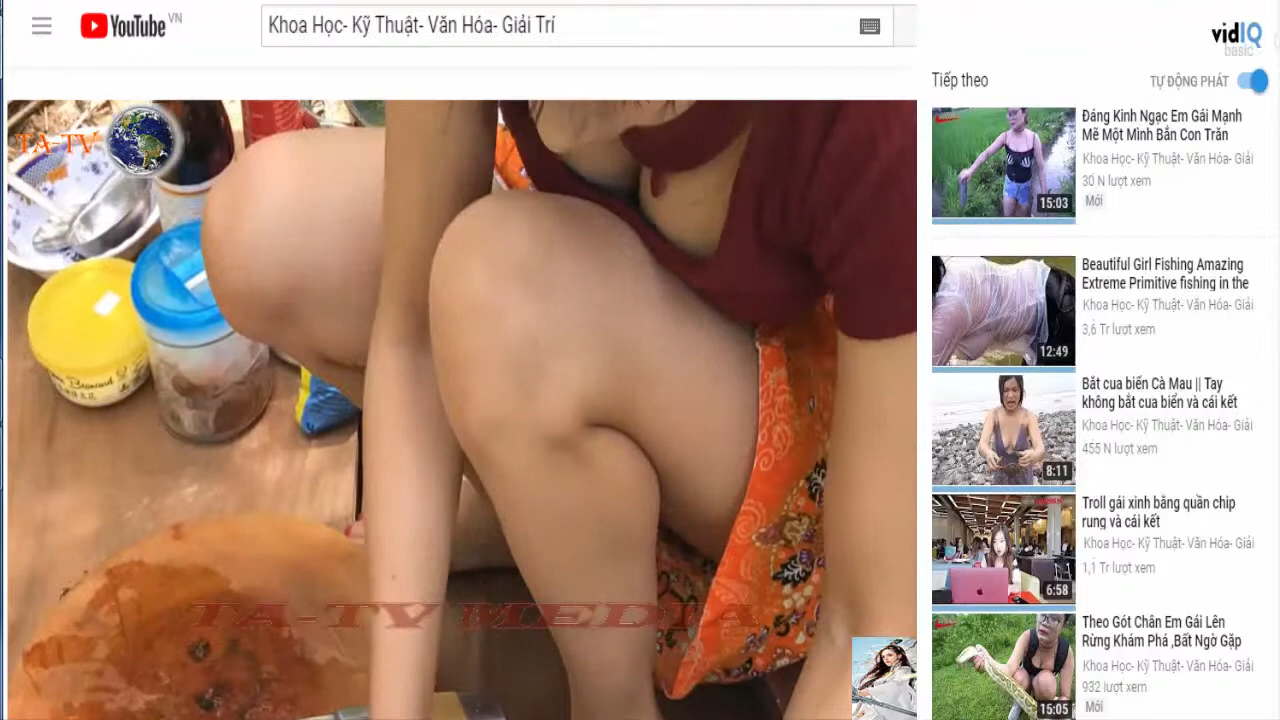 YouTube VN
Khoa Học- Kỹ Thuật- Văn Hóa- Giải Trí
vidIQ
basic
Tiếp theo
TỰ ĐỘNG PHÁT
TA-TV
TA-TV MEDIA
Đáng Kinh Ngạc Em Gái Mạnh
Mẽ Một Mình Bắn Con Trăn
Khoa Học- Kỹ Thuật- Văn Hóa- Giải
30 N lượt xem
Mới
15:03
Beautiful Girl Fishing Amazing
Extreme Primitive fishing in the
Khoa Học- Kỹ Thuật- Văn Hóa- Giải
3,6 Tr lượt xem
12:49
Bắt cua biển Cà Mau || Tay
không bắt cua biển và cái kết
Khoa Học- Kỹ Thuật- Văn Hóa- Giải
455 N lượt xem
8:11
Troll gái xinh bằng quần chip
rung và cái kết
Khoa Học- Kỹ Thuật- Văn Hóa- Giải
1,1 Tr lượt xem
6:58
Theo Gót Chân Em Gái Lên
Rừng Khám Phá ,Bất Ngờ Gặp
Khoa Học- Kỹ Thuật- Văn Hóa- Giải
932 lượt xem
Mới
15:05